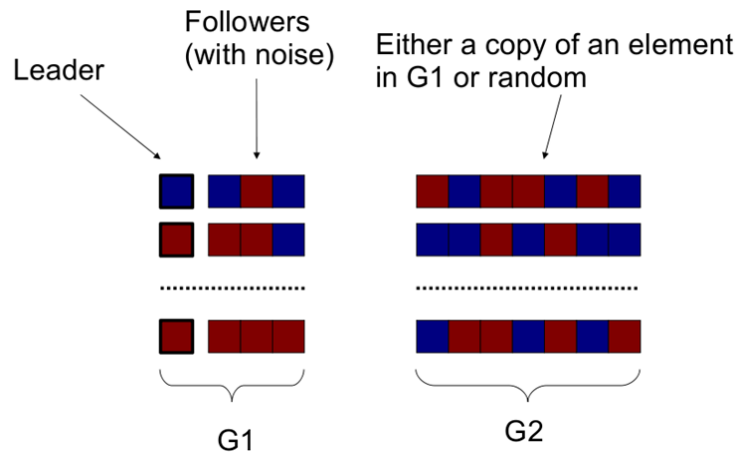 Leader
Followers
(with noise)
Either a copy of an element
in G1 or random
G1
G2